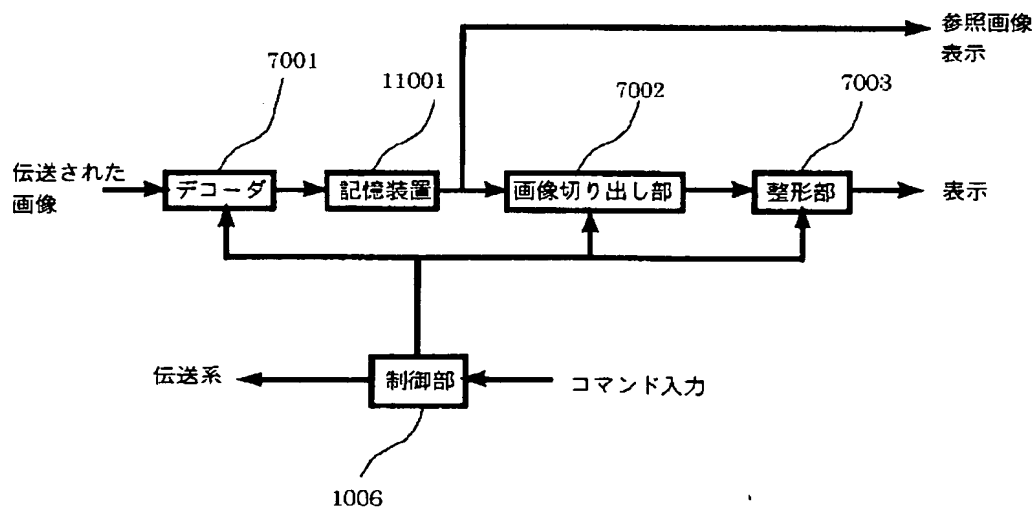 参照画像
表示
7001
11001
7002
7003
伝送された
画像
デコーダ
記憶装置
画像切り出し部
整形部
表示
伝送系
制御部
コマンド入力
1006